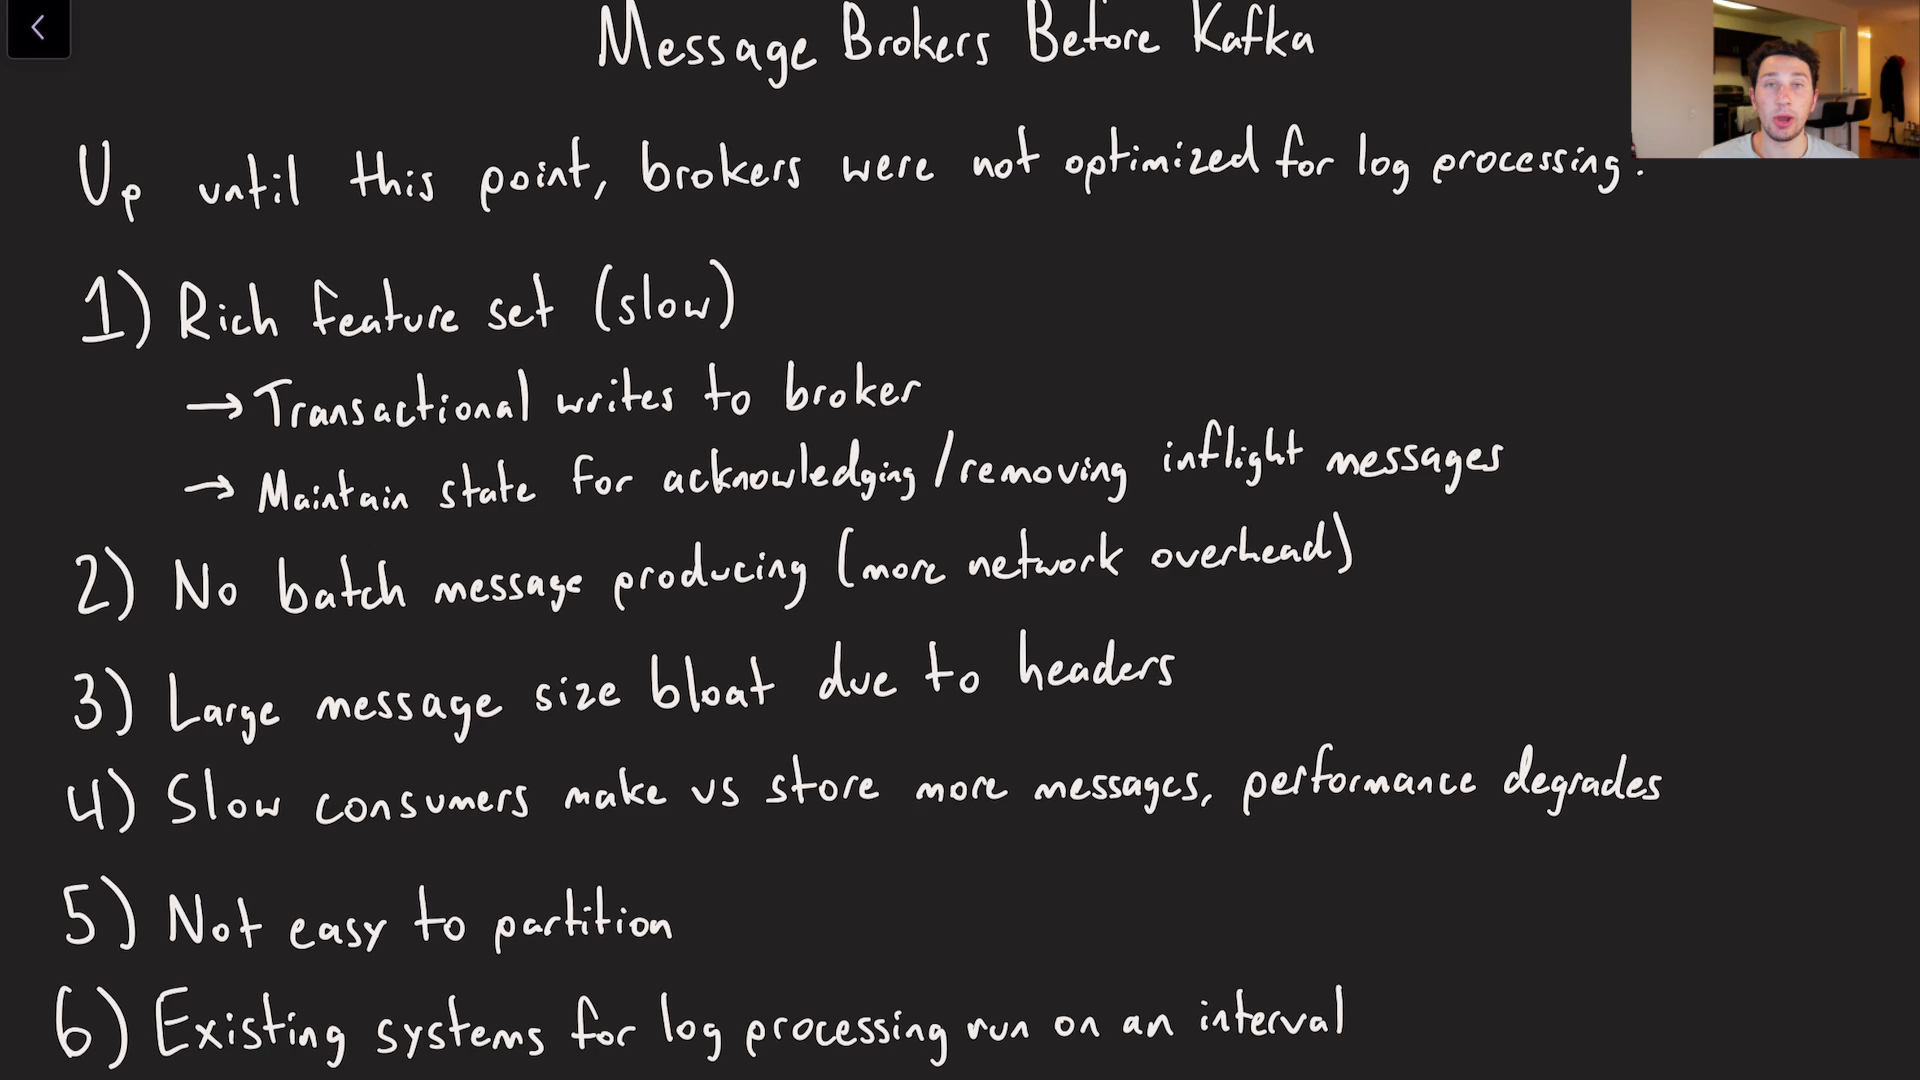 Message Brokers Before Kafka
Up until this point, brokers were not optimized for log processing.
1) Rich feature set (slow)
→ Transactional writes to broker
→ Maintain state for acknowledging/removing inflight messages
2) No batch message producing (more network overhead)
3) Large message size bloat due to headers
4) Slow consumers make us store more messages, performance degrades
5) Not easy to partition
6) Existing systems for log processing run on an interval